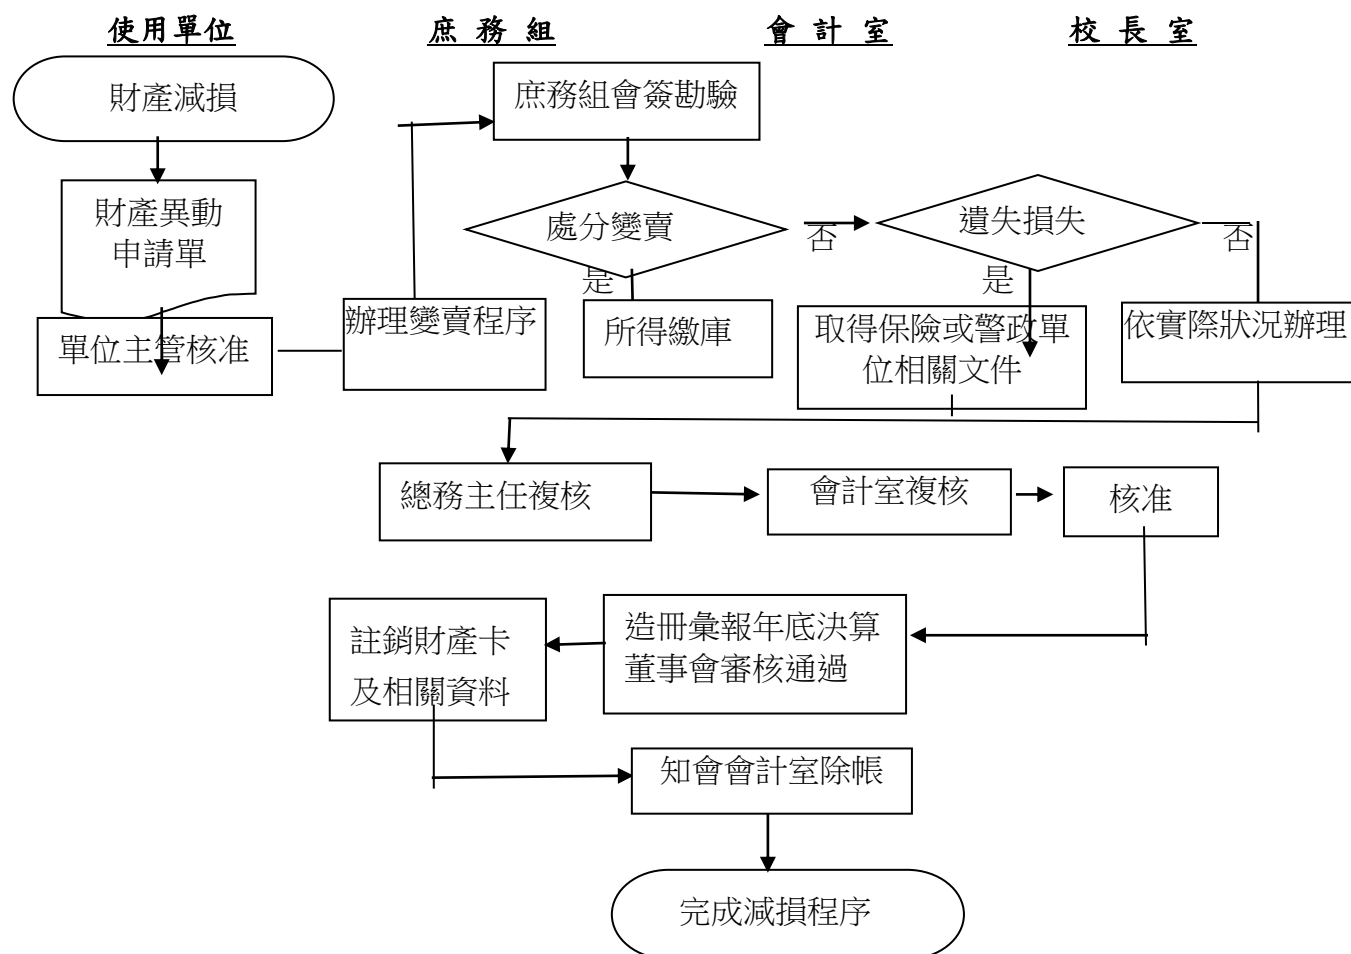 使用單位
庶 務 組
會 計 室
校 長 室
財產減損
庶務組會簽勘驗
財產異動
申請單
處分變賣
否
遺失損失
否
是
是
單位主管核准
辦理變賣程序
所得繳庫
取得保險或警政單
位相關文件
依實際狀況辦理
總務主任複核
會計室複核
核准
註銷財產卡
及相關資料
造冊彙報年底決算
董事會審核通過
知會會計室除帳
完成減損程序